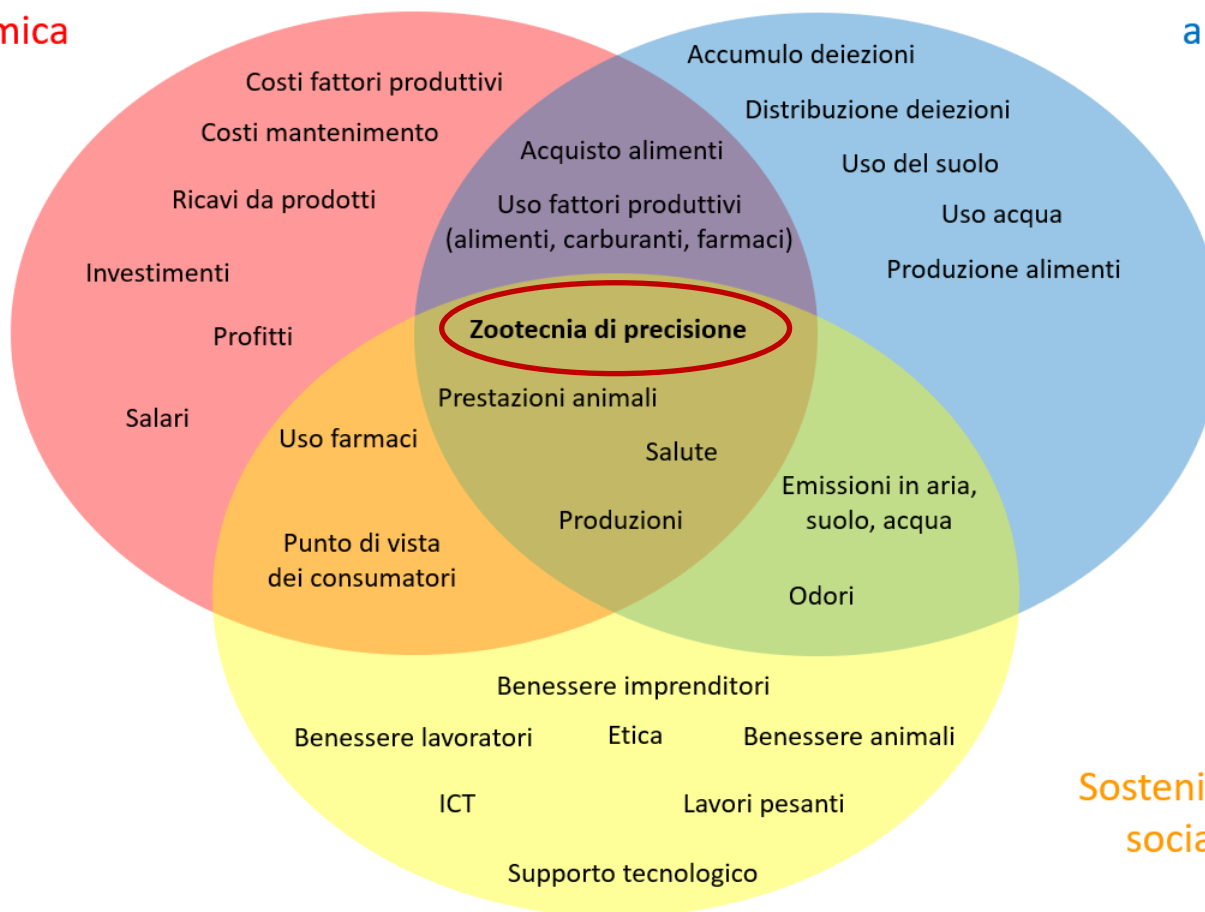 mica
a
Costi fattori produttivi
Costi mantenimento
Ricavi da prodotti
Investimenti
Profitti
Salari
Accumulo deiezioni
Distribuzione deiezioni
Uso del suolo
Uso acqua
Produzione alimenti
Acquisto alimenti
Uso fattori produttivi
(alimenti, carburanti, farmaci)
Zootecnia di precisione
Prestazioni animali
Salute
Produzioni
Uso farmaci
Punto di vista
dei consumatori
Emissioni in aria,
suolo, acqua
Odori
Benessere imprenditori
Benessere lavoratori
Etica
Benessere animali
ICT
Lavori pesanti
Supporto tecnologico
Sosteni
socia